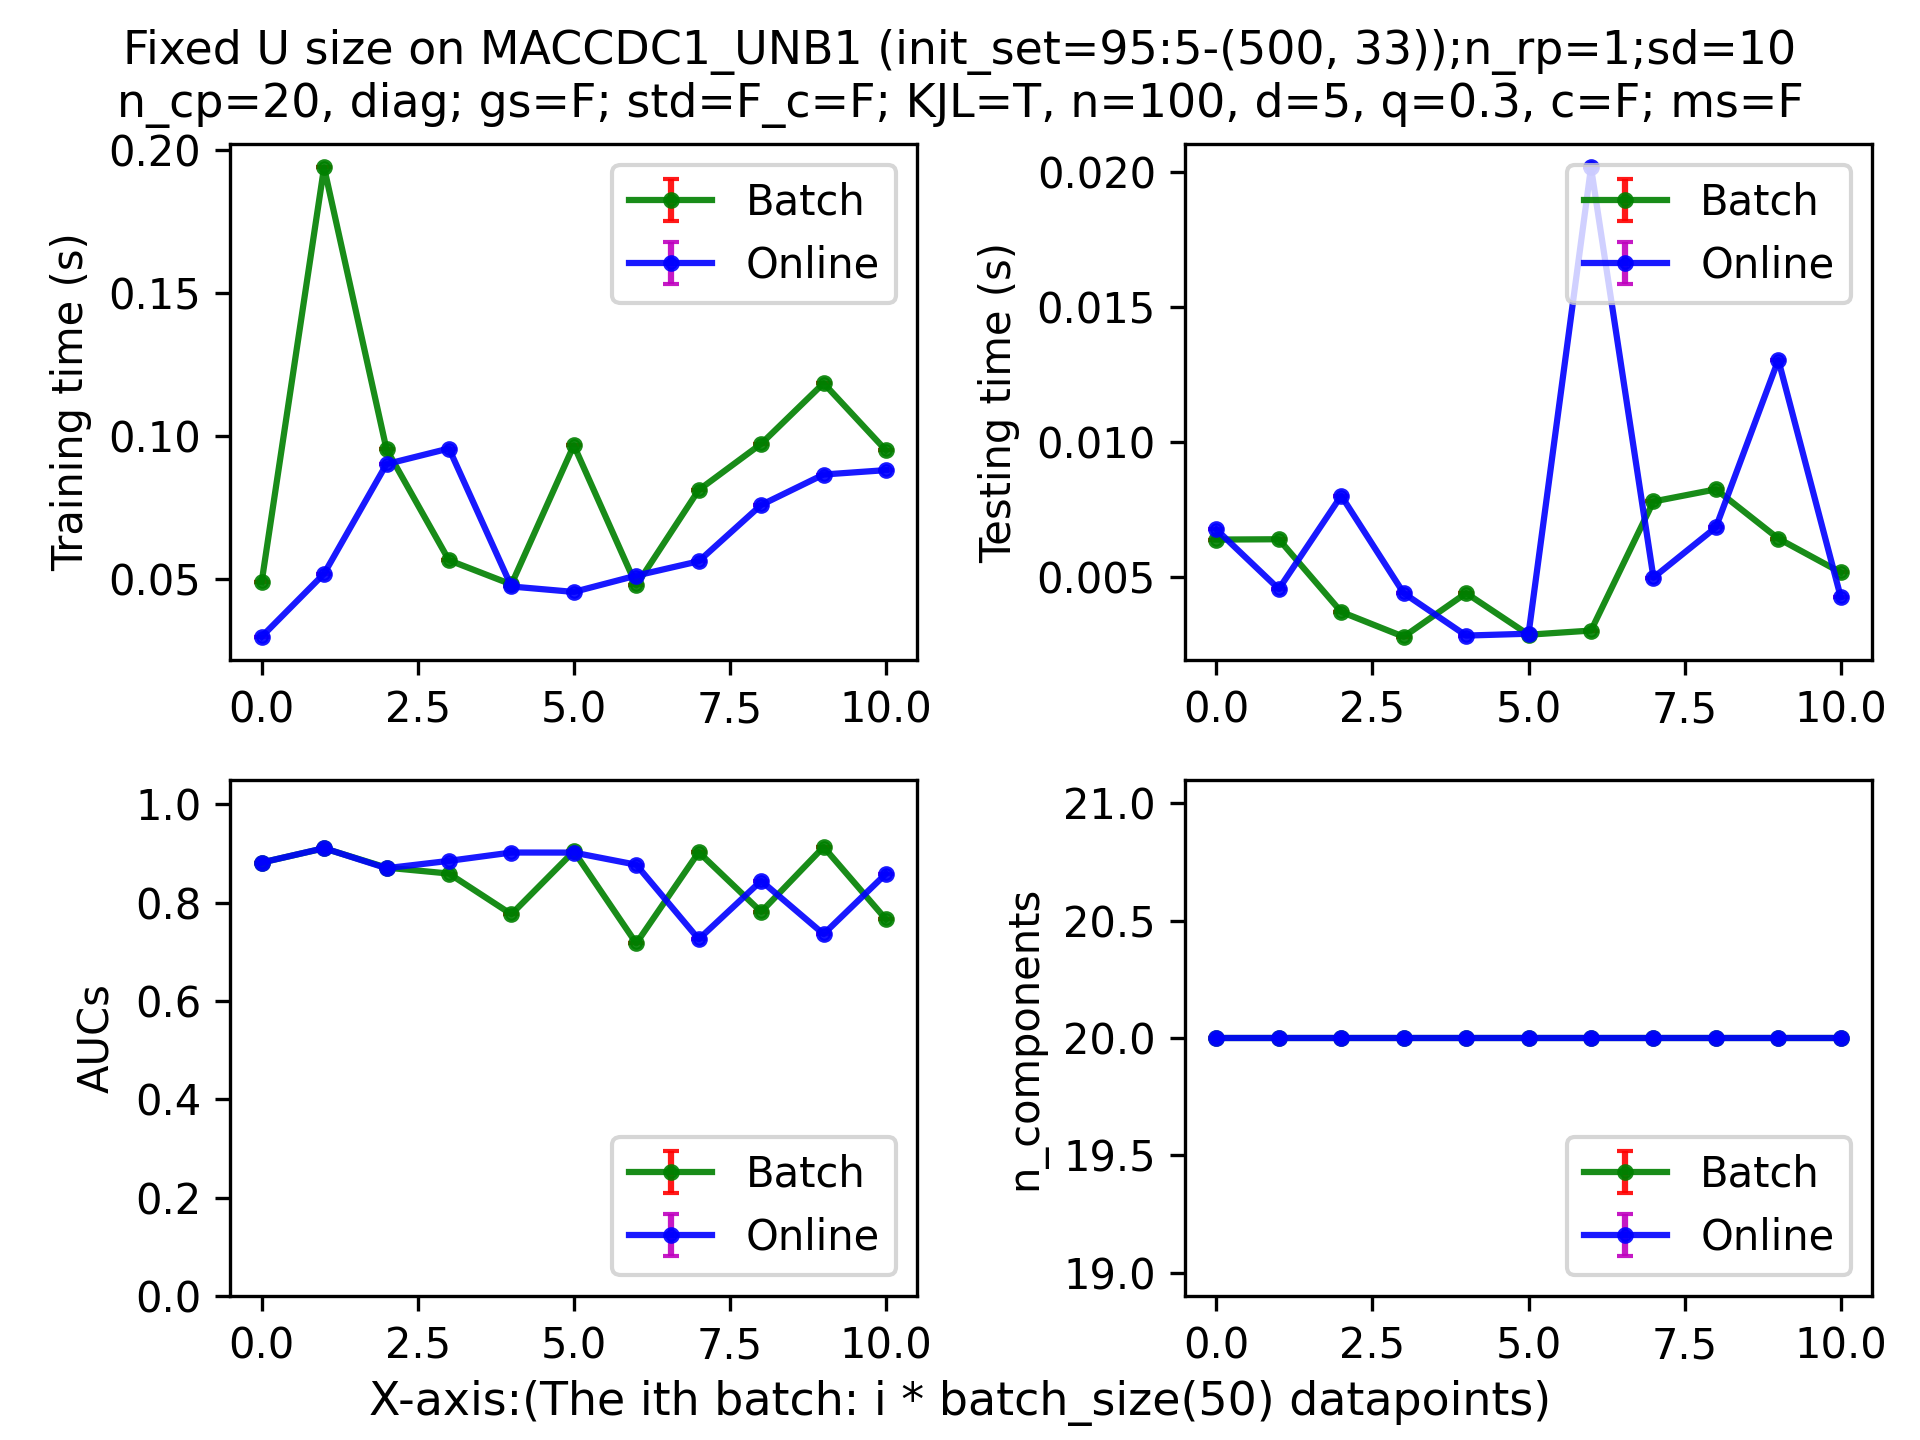 Fixed U size on MACCDC1_UNB1 (init_set=95:5-(500, 33));n_rp=1;sd=10
n_cp=20, diag; gs=F; std=F_c=F; KJL=T, n=100, d=5, q=0.3, c=F; ms=F
Training time (s)
0.20
0.15
0.10
0.05
0.0 2.5 5.0 7.5 10.0
Batch
Online
Testing time (s)
0.020
0.015
0.010
0.005
0.0 2.5 5.0 7.5 10.0
Batch
Online
AUCs
1.0
0.8
0.6
0.4
0.2
0.0
0.0 2.5 5.0 7.5 10.0
Batch
Online
n_components
21.0
20.5
20.0
19.5
19.0
0.0 2.5 5.0 7.5 10.0
Batch
Online
X-axis:(The ith batch: i * batch_size(50) datapoints)